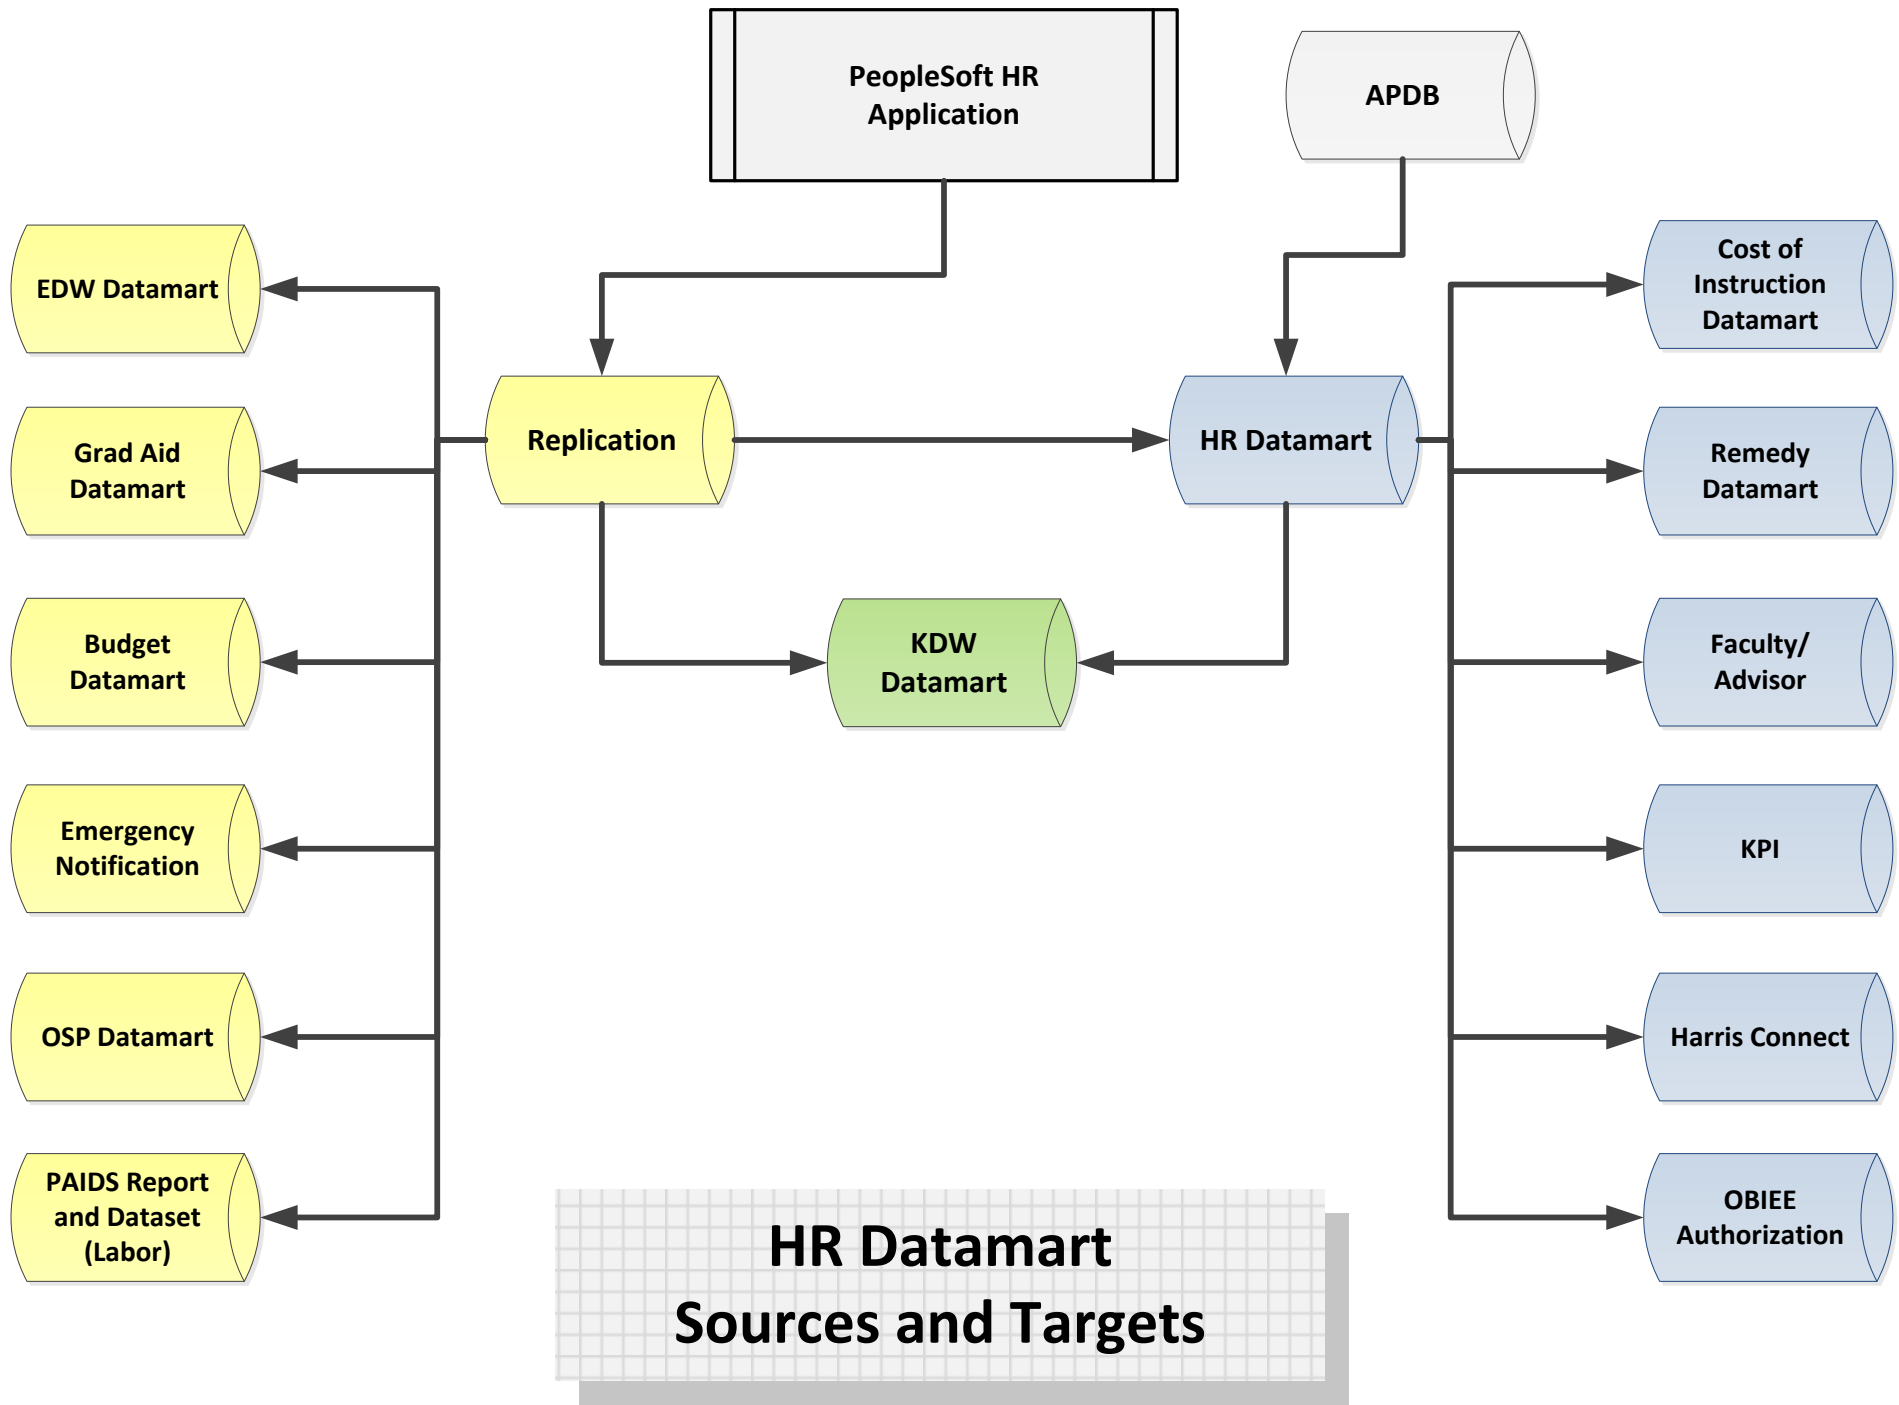 PeopleSoft HR
Application
APDB
EDW Datamart
Grad Aid
Datamart
Budget
Datamart
Emergency
Notification
OSP Datamart
PAIDS Report
and Dataset
(Labor)
Replication
HR Datamart
KDW
Datamart
Cost of
Instruction
Datamart
Remedy
Datamart
Faculty/
Advisor
KPI
Harris Connect
OBIEE
Authorization
HR Datamart
Sources and Targets